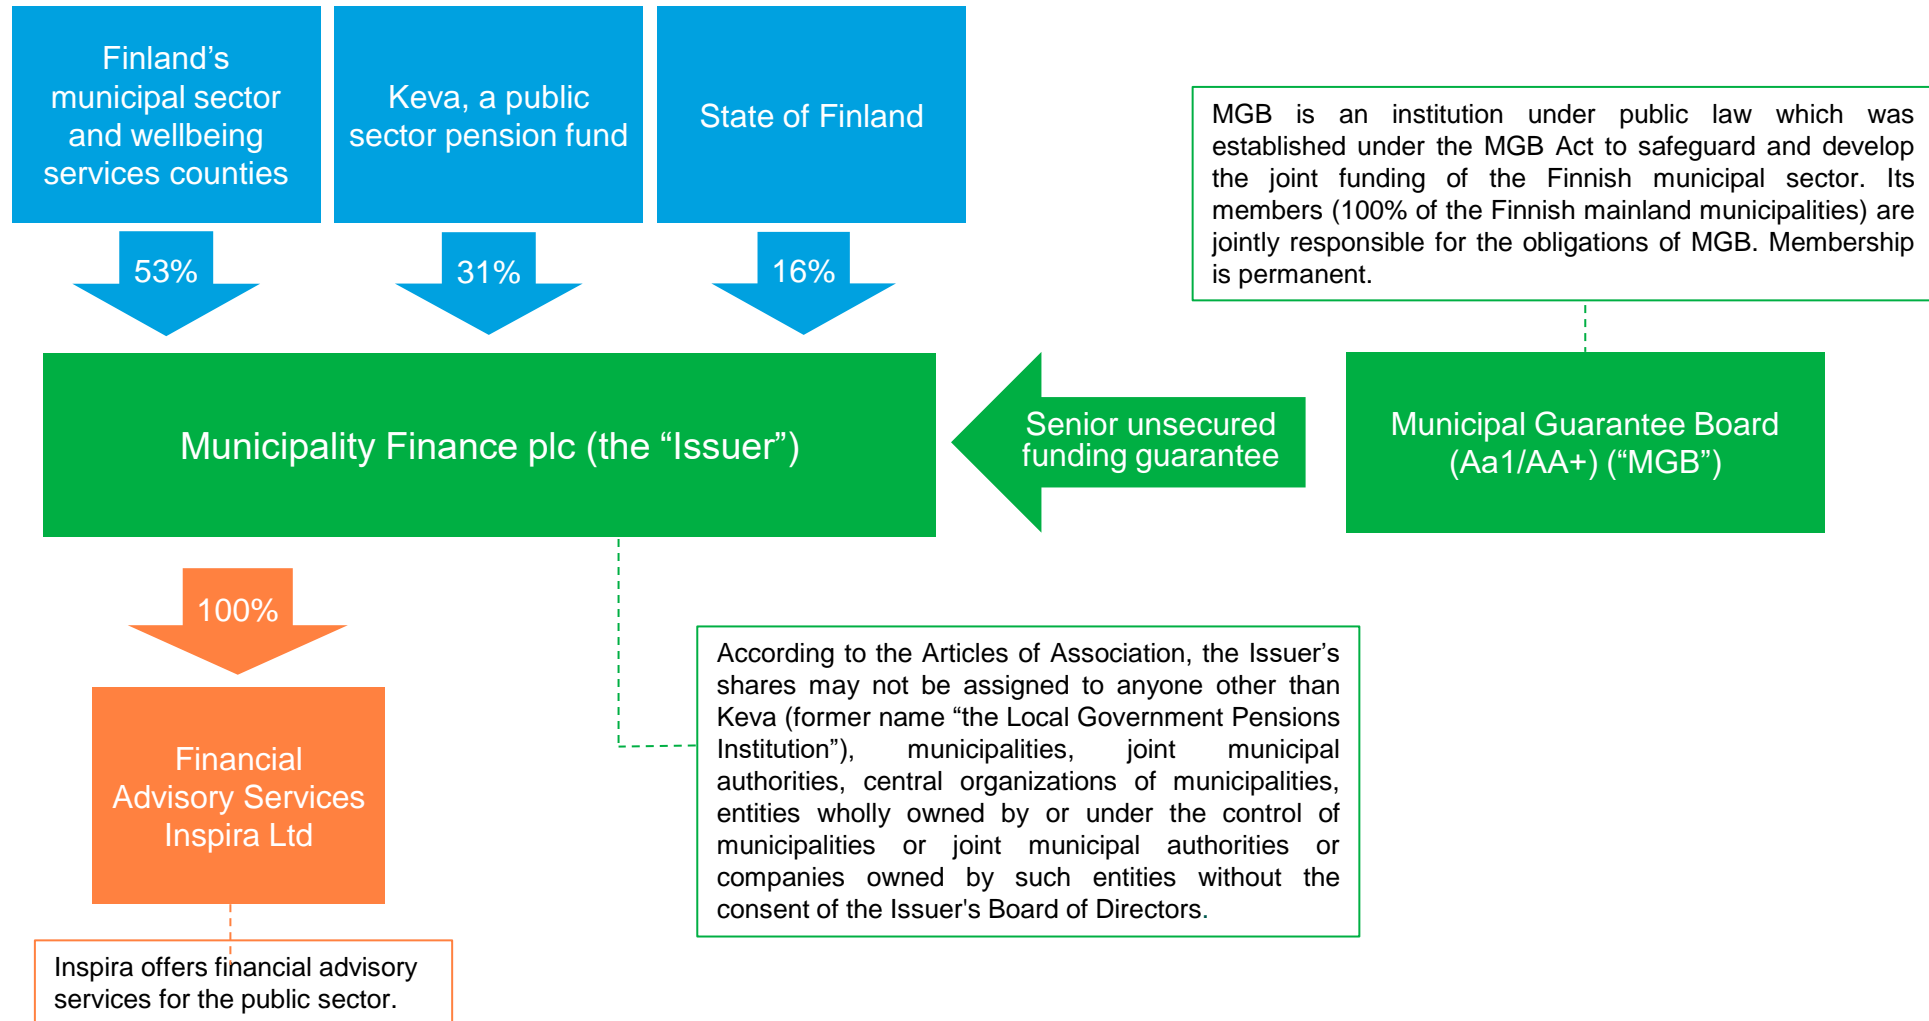 Finland’s
municipal sector
and wellbeing
services counties
Keva, a public
sector pension fund
State of Finland
53%
31%
16%
MGB is an institution under public law which was
established under the MGB Act to safeguard and develop
the joint funding of the Finnish municipal sector. Its
members (100% of the Finnish mainland municipalities) are
jointly responsible for the obligations of MGB. Membership
is permanent.
Municipality Finance plc (the “Issuer”)
Senior unsecured
funding guarantee
Municipal Guarantee Board
(Aa1/AA+) (“MGB”)
100%
Financial
Advisory Services
Inspira Ltd
According to the Articles of Association, the Issuer’s
shares may not be assigned to anyone other than
Keva (former name “the Local Government Pensions
Institution”), municipalities, joint municipal
authorities, central organizations of municipalities,
entities wholly owned by or under the control of
municipalities or joint municipal authorities or
companies owned by such entities without the
consent of the Issuer's Board of Directors.
Inspira offers financial advisory
services for the public sector.